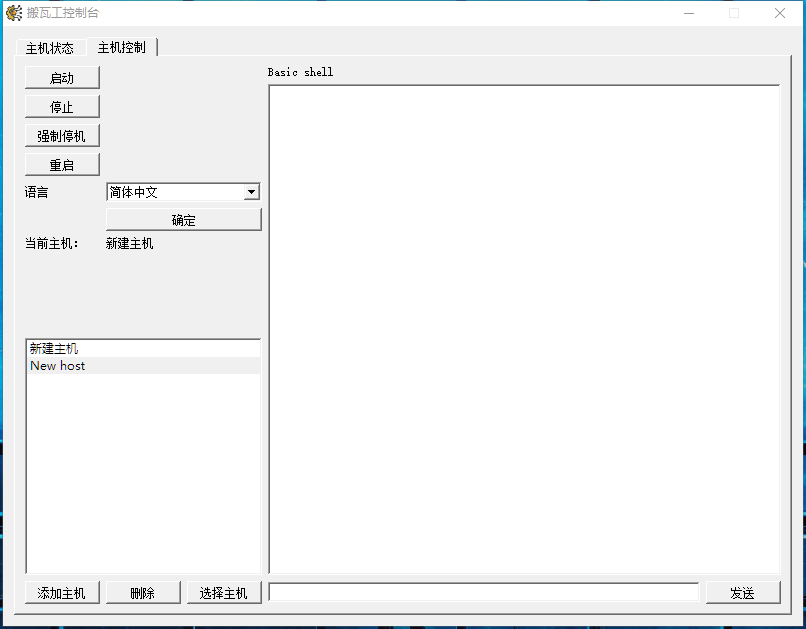 搬瓦工控制台
主机状态
主机控制
启动
停止
强制停机
重启
语言
简体中文
确定
当前主机:
新建主机
新建主机
New host
添加主机
删除
选择主机
Basic shell
发送